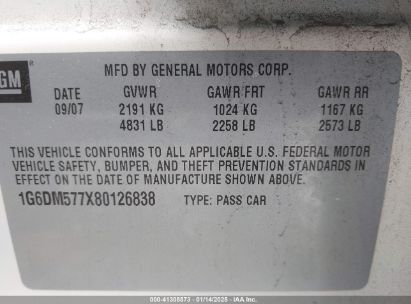 GM
MFD BY GENERAL MOTORS CORP.
DATE GVWR GAWR FRT GAWR RR
09/07 2191 KG 1024 KG 1167 KG
4831 LB 2258 LB 2573 LB
THIS VEHICLE CONFORMS TO ALL APPLICABLE U.S. FEDERAL MOTOR
VEHICLE SAFETY, BUMPER, AND THEFT PREVENTION STANDARDS IN
EFFECT ON THE DATE OF MANUFACTURE SHOWN ABOVE.
1G6DM577X80126838 TYPE: PASS CAR
000-41306573 - 01/14/2025 - IAA